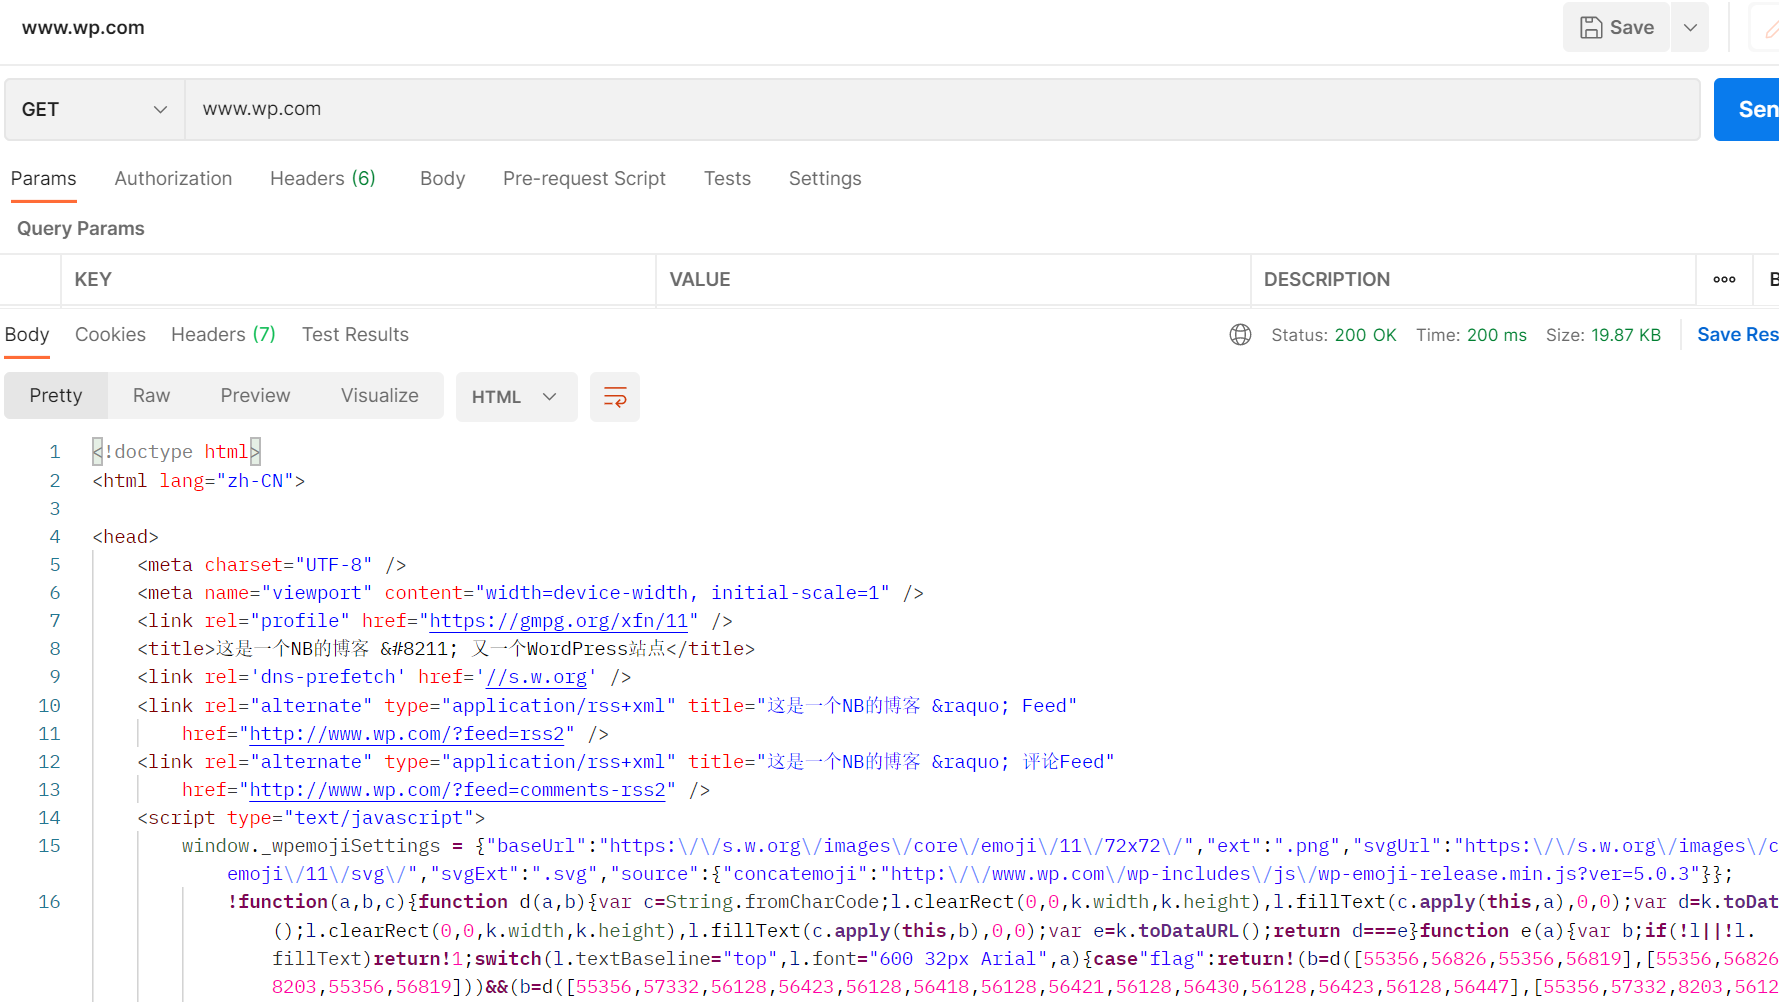 www.wp.com
Save
GET
www.wp.com
Sen
Params Authorization Headers (6) Body Pre-request Script Tests Settings
Query Params
KEY VALUE DESCRIPTION ooo B
Body Cookies Headers (7) Test Results Status: 200 OK Time: 200 ms Size: 19.87 KB Save Res
Pretty Raw Preview Visualize HTML
1 <!doctype html>
2 <html lang="zh-CN">
3
4 <head>
5 <meta charset="UTF-8" />
6 <meta name="viewport" content="width=device-width, initial-scale=1" />
7 <link rel="profile" href="https://gmpg.org/xfn/11" />
8 <title>这是一个NB的博客 &#8211; 又一个WordPress站点</title>
9 <link rel='dns-prefetch' href='//s.w.org' />
10 <link rel="alternate" type="application/rss+xml" title="这是一个NB的博客 &raquo; Feed"
11 href="http://www.wp.com/?feed=rss2" />
12 <link rel="alternate" type="application/rss+xml" title="这是一个NB的博客 &raquo; 评论Feed"
13 href="http://www.wp.com/?feed=comments-rss2" />
14 <script type="text/javascript">
15 window._wpemojiSettings = {"baseUrl":"https:\/\/s.w.org\/images\/core\/emoji\/11\/72x72\/","ext":".png","svgUrl":"https:\/\/s.w.org\/images\/c
emoji\/11\/svg\/","svgExt":".svg","source":{"concatemoji":"http:\/\/www.wp.com\/wp-includes\/js\/wp-emoji-release.min.js?ver=5.0.3"}};
16 !function(a,b,c){function d(a,b){var c=String.fromCharCode;l.clearRect(0,0,k.width,k.height),l.fillText(c.apply(this,a),0,0);var d=k.toDat
();l.clearRect(0,0,k.width,k.height),l.fillText(c.apply(this,b),0,0);var e=k.toDataURL();return d===e}function e(a){var b;if(!l||!l.
fillText)return!1;switch(l.textBaseline="top",l.font="600 32px Arial",a){case"flag":return!(b=d([55356,56826,55356,56819],[55356,56826
8203,55356,56819]))&&(b=d([55356,57332,56128,56423,56128,56418,56128,56421,56128,56430,56128,56423,56128,56447],[55356,57332,8203,5612